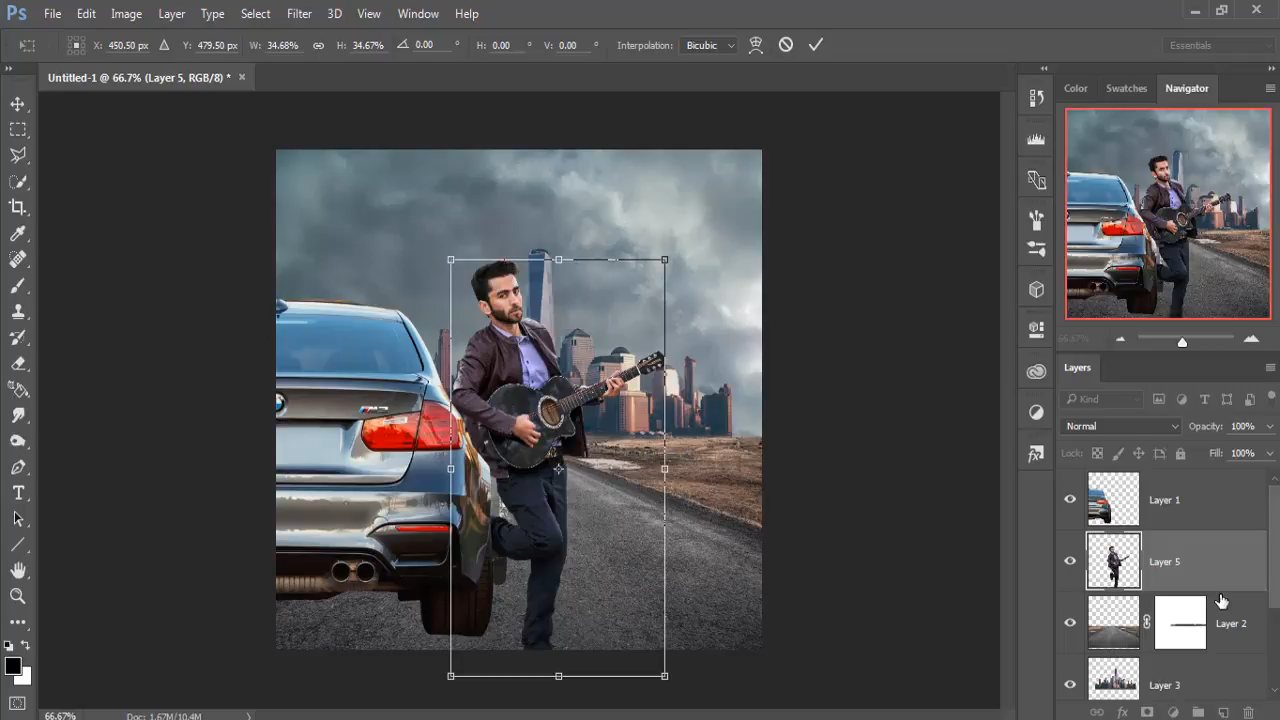 Ps File Edit Image Layer Type Select Filter 3D View Window Help
X: 450.50 px Y: 479.50 px W: 34.68% H: 34.67% 0.00 ° H: 0.00 ° V: 0.00 ° Interpolation: Bicubic Essentials
Untitled-1 @ 66.7% (Layer 5, RGB/8) * ×
Color Swatches Navigator
66.67%
Layers
Kind
Normal Opacity: 100%
Lock: Fill: 100%
Layer 1
Layer 5
Layer 2
Layer 3
fx
66.67% Doc: 1.67M/10.4M